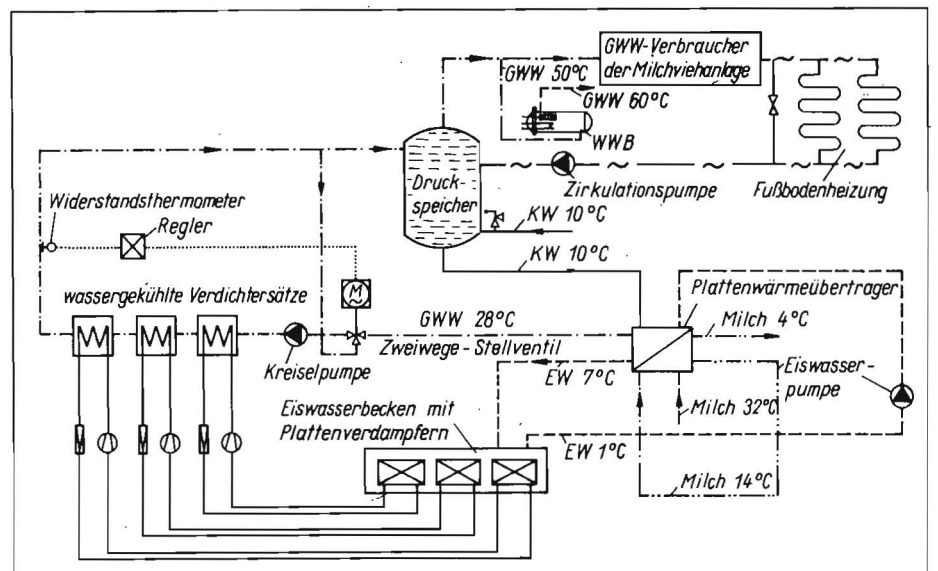 GWW 50°C
GWW-Verbraucher
der Milchviehanlage
GWW 60°C
WWB
Druck-
speicher
Zirkulationspumpe
Fußbodenheizung
Widerstandsthermometer
Regler
KW 10°C
KW 10°C
M
wassergekühlte Verdichtersätze
Plattenwärmeübertrager
GWW 28°C
Milch 4°C
Kreiselpumpe
Zweiwege-Stellventil
EW 7°C
Eiswasser-
pumpe
Eiswasserbecken mit
Plattenverdampfern
Milch 32°C
EW 1°C
Milch 14°C